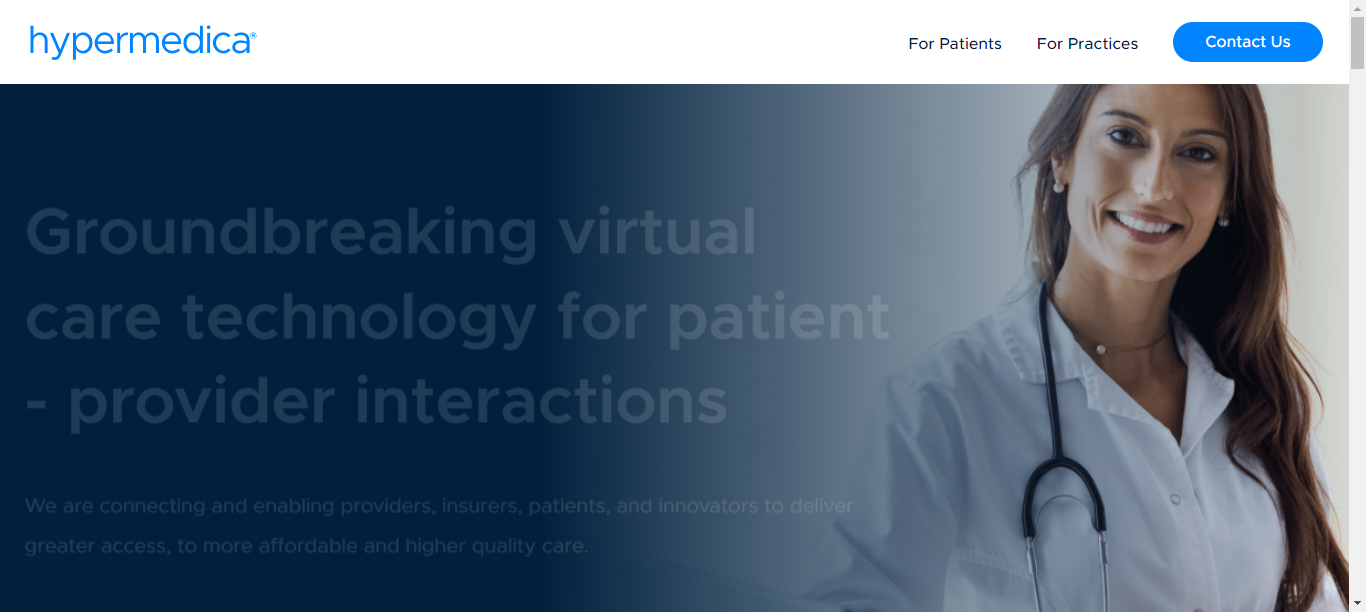 hypermedica®
For Patients
For Practices
Contact Us
Groundbreaking virtual
care technology for patient
- provider interactions
We are connecting and enabling providers, insurers, patients, and innovators to deliver
greater access, to more affordable and higher quality care.